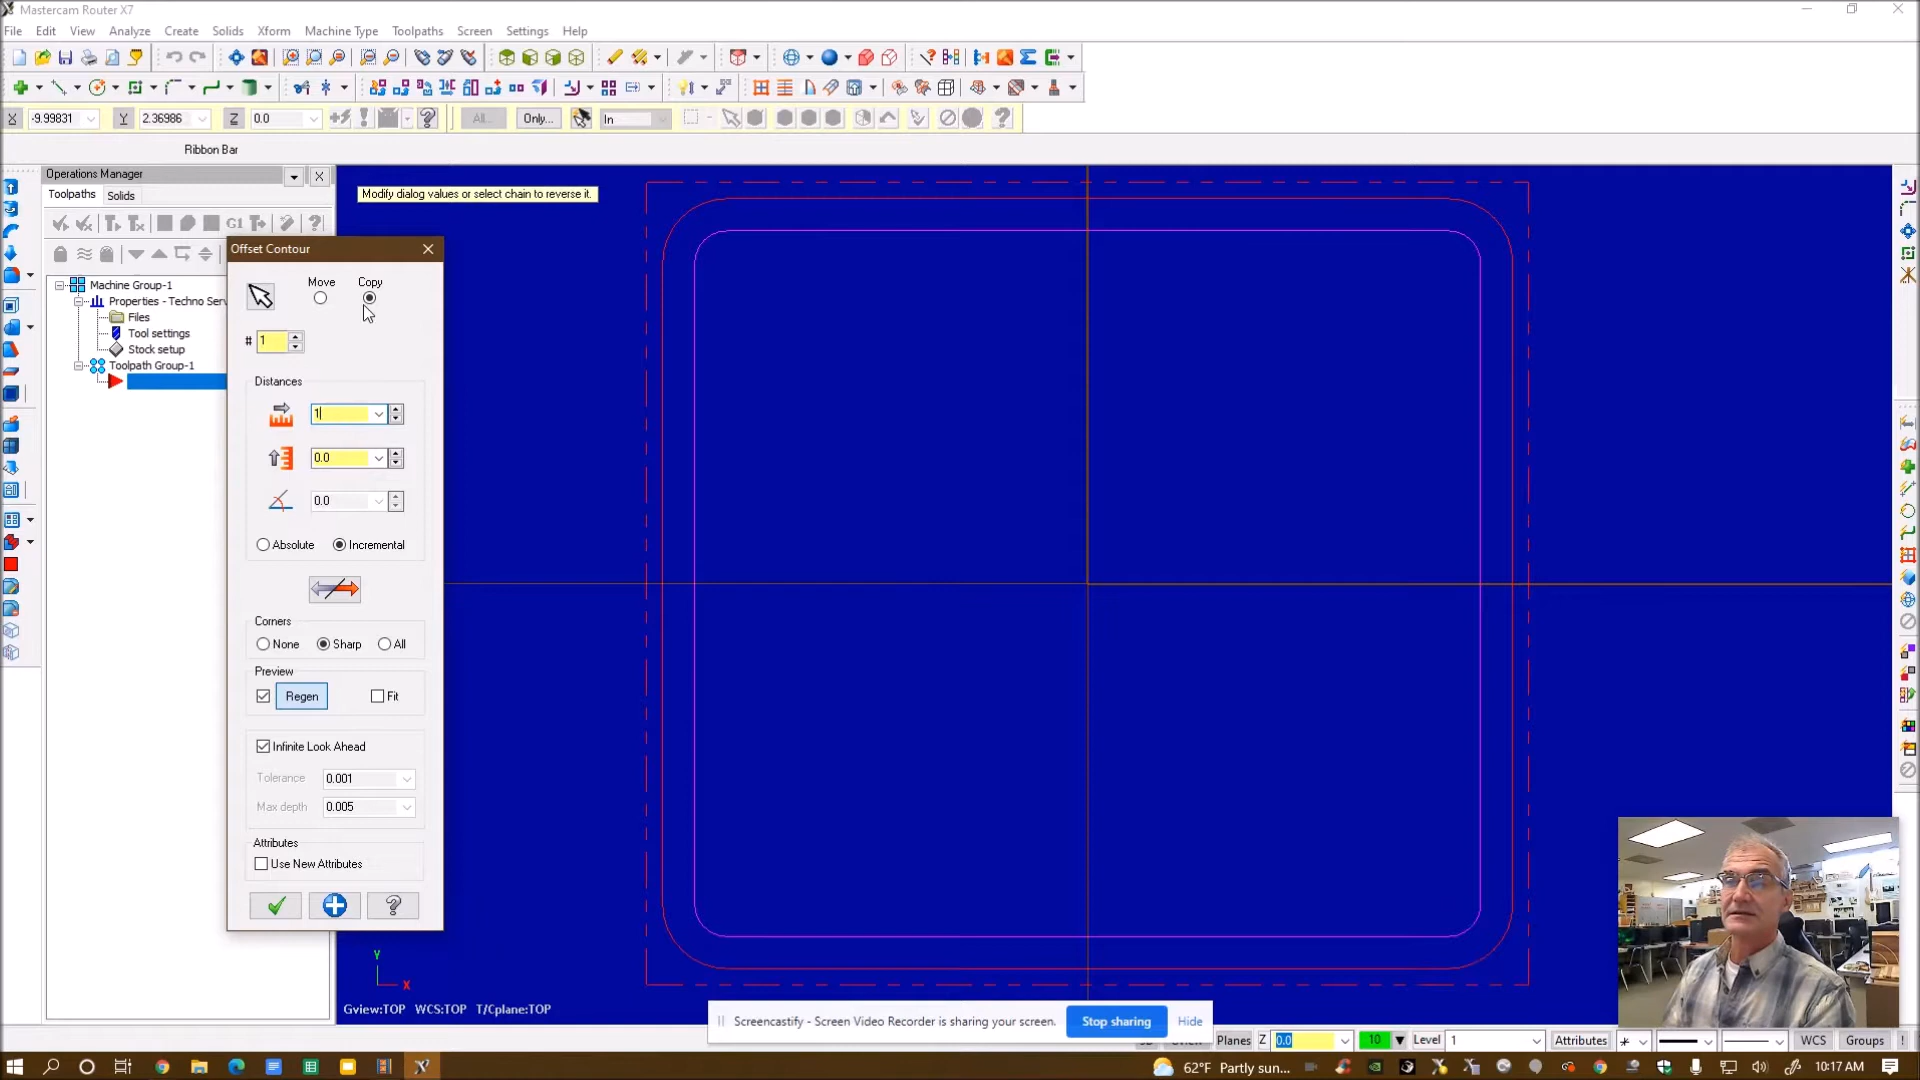 Mastercam Router X7
File Edit View Analyze Create Solids Xform Machine Type Toolpaths Screen Settings Help
X -9.99831 Y 2.36986 Z 0.0 All... Only... In
Ribbon Bar
Operations Manager
Toolpaths Solids
G1
Modify dialog values or select chain to reverse it.
Machine Group-1
Properties - Techno Ser
Files
Tool settings
Stock setup
Toolpath Group-1
Offset Contour
Move Copy
# 1
Distances
1
0.0
0.0
Absolute Incremental
Corners
None Sharp All
Preview
Regen Fit
Infinite Look Ahead
Tolerance 0.001
Max depth 0.005
Attributes
Use New Attributes
Y
X
Gview:TOP WCS:TOP T/Cplane:TOP
Screencastify - Screen Video Recorder is sharing your screen. Stop sharing Hide
Planes Z 0.0 10 Level 1 Attributes WCS Groups
62°F Partly sun... 10:17 AM